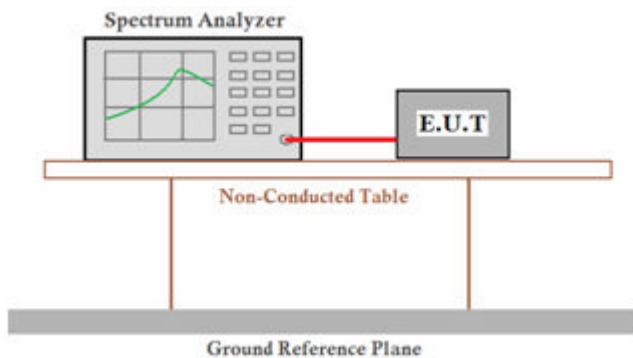 Spectrum Analyzer
E.U.T
Non-Conducted Table
Ground Reference Plane